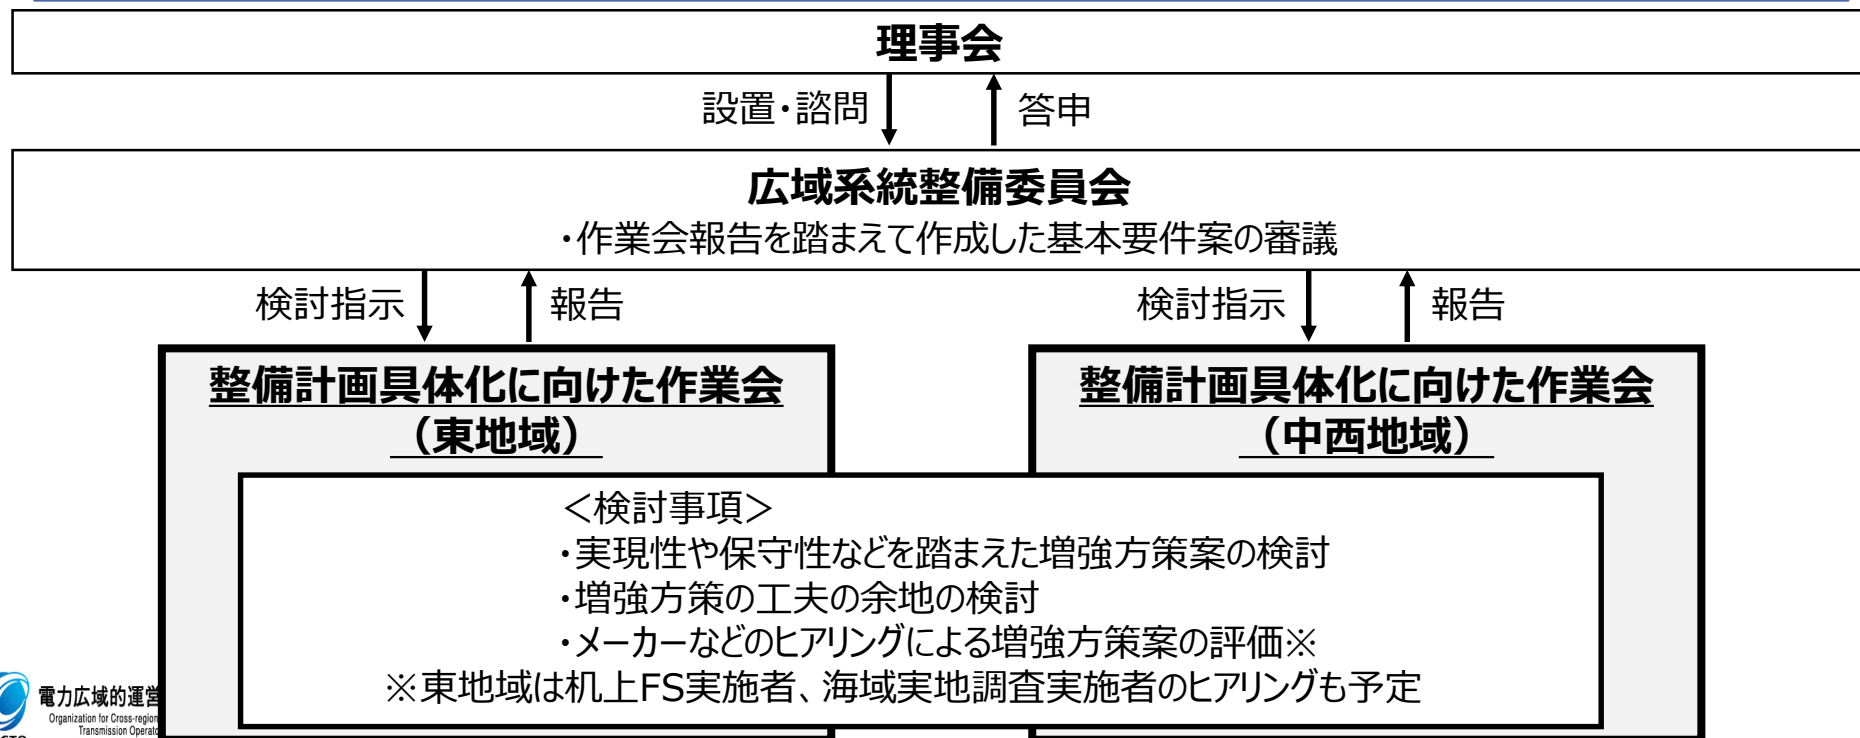 理事会
設置・諮問
答申
広域系統整備委員会
・作業会報告を踏まえて作成した基本要件案の審議
検討指示
報告
検討指示
報告
整備計画具体化に向けた作業会
（東地域）
整備計画具体化に向けた作業会
（中西地域）
＜検討事項＞
・実現性や保守性などを踏まえた増強方策案の検討
・増強方策の工夫の余地の検討
・メーカーなどのヒアリングによる増強方策案の評価※
※東地域は机上FS実施者、海域実地調査実施者のヒアリングも予定
電力広域的運営
Organization for Cross-region
Transmission Operato